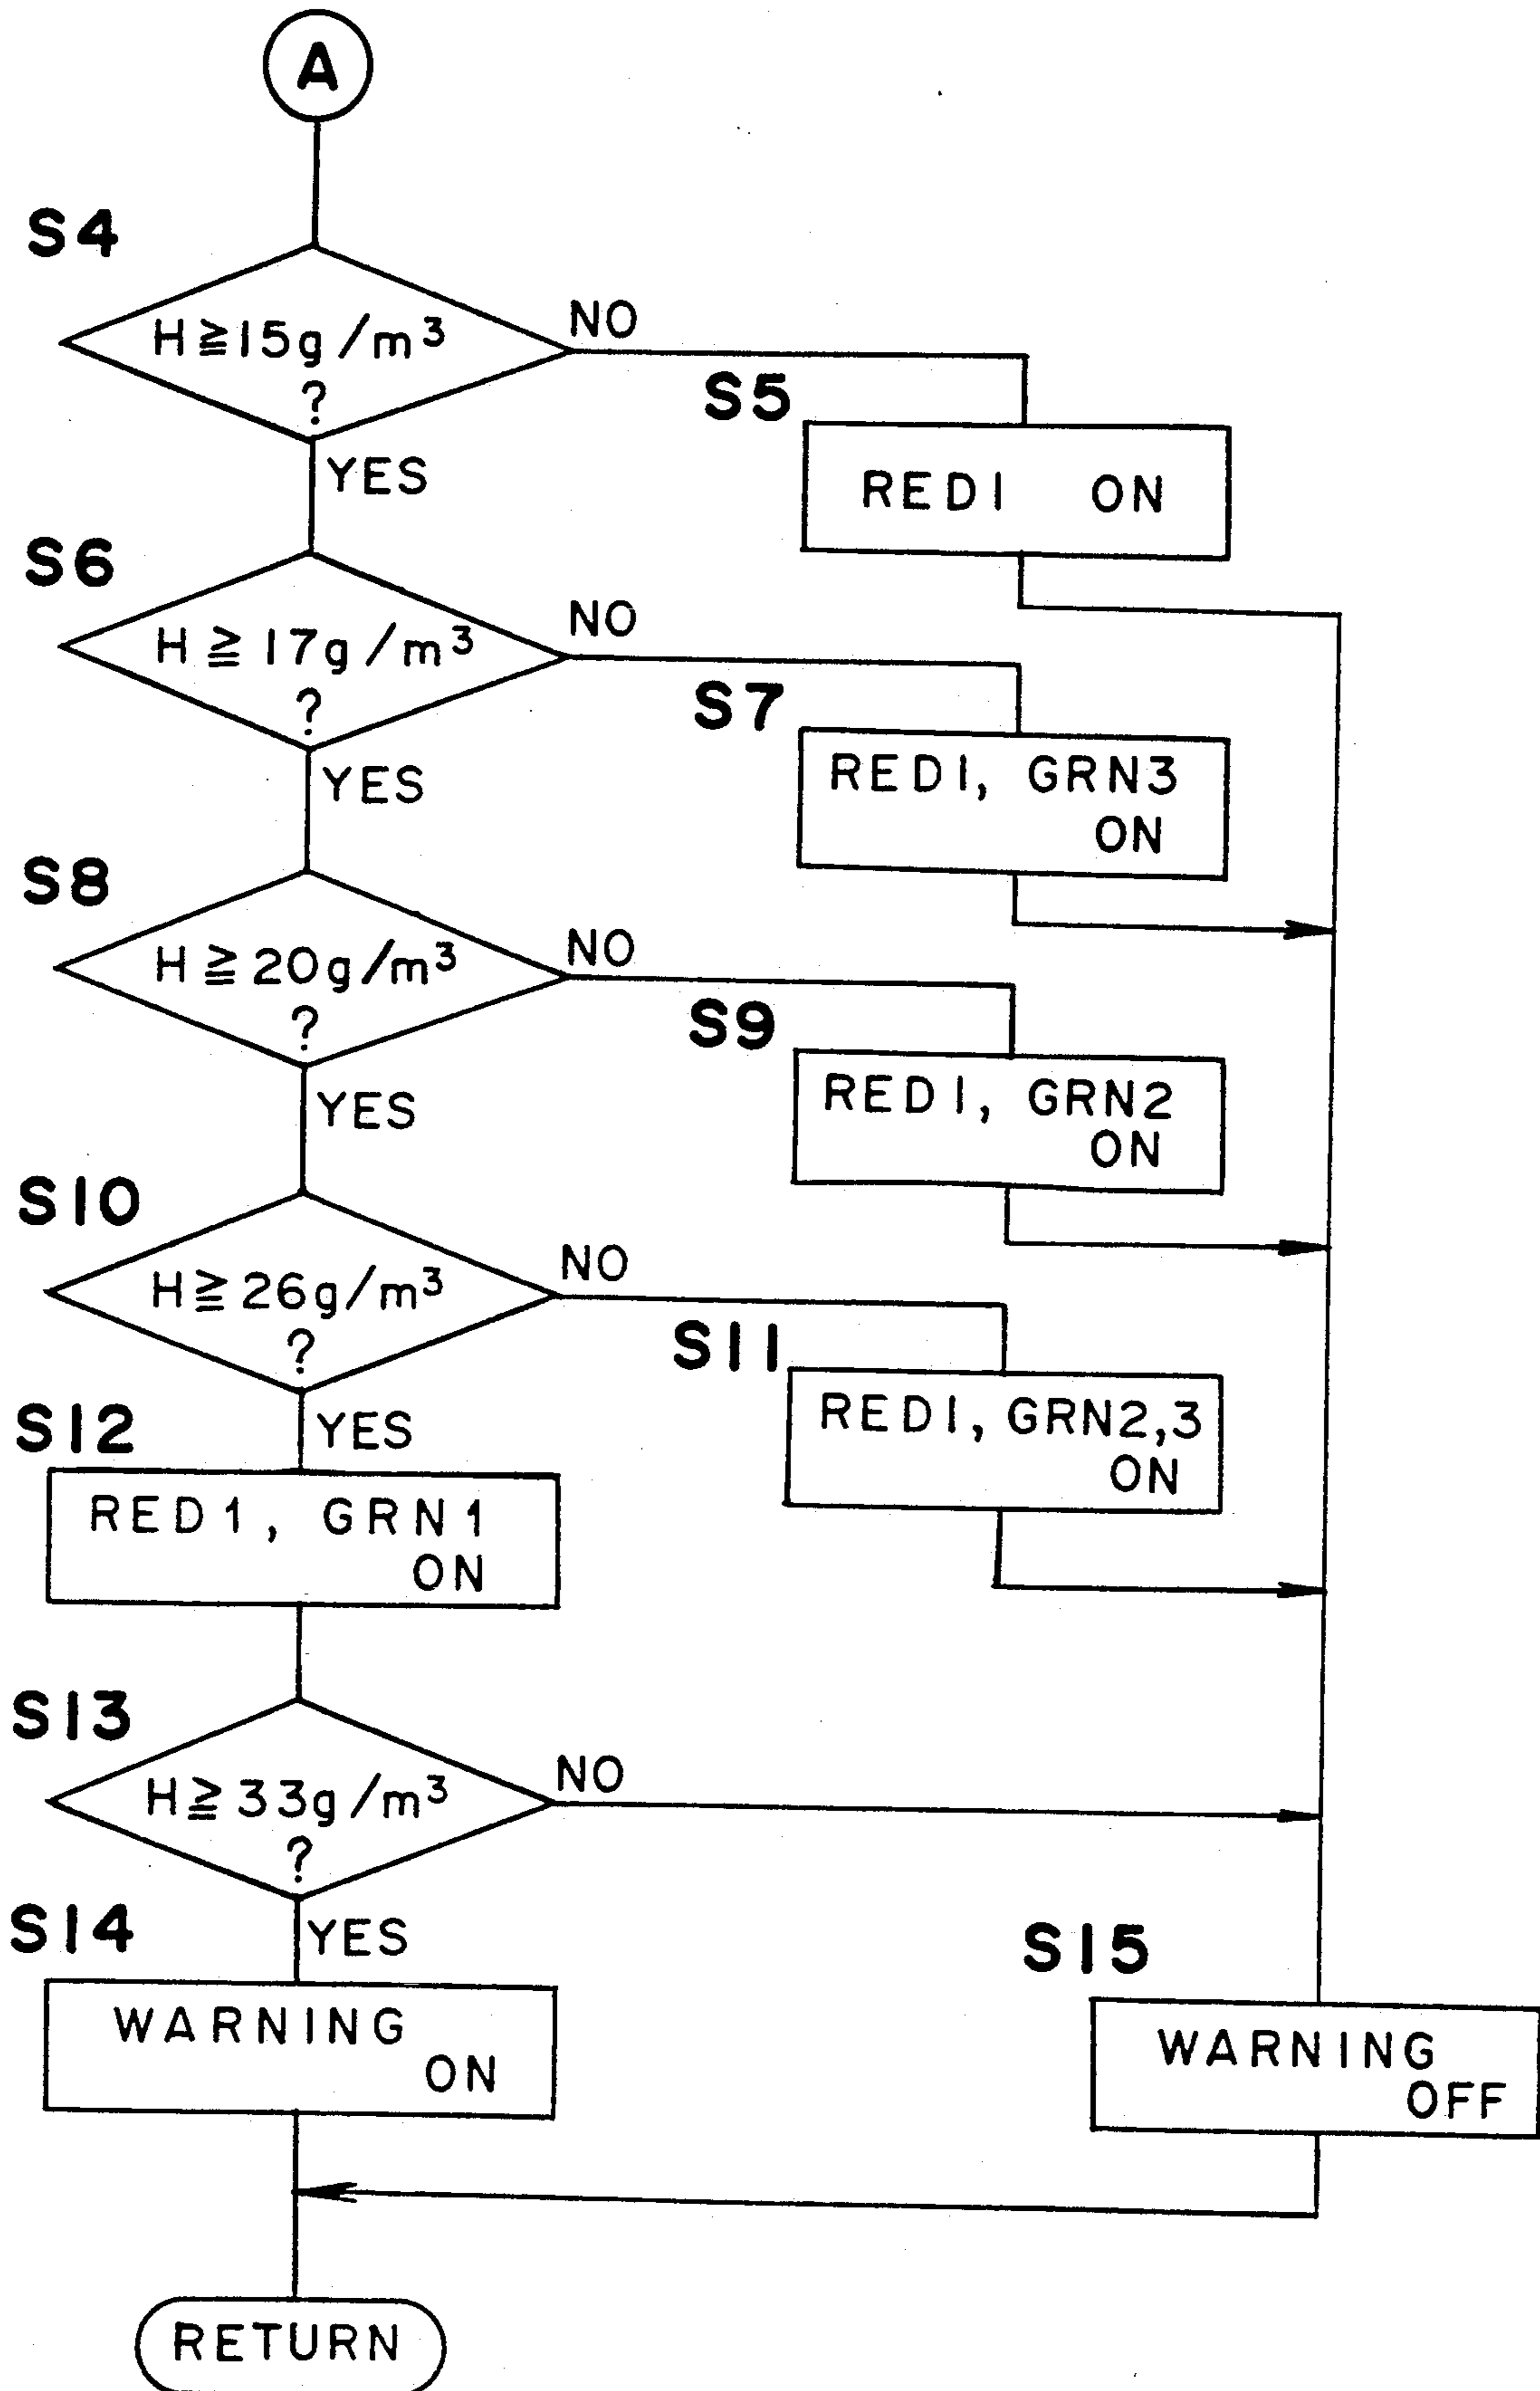 A
S4
H≧15g/m³
?
NO
YES
S5
RED1 ON
S6
H≧17g/m³
?
NO
YES
S7
RED1, GRN3
ON
S8
H≧20g/m³
?
NO
YES
S9
RED1, GRN2
ON
S10
H≧26g/m³
?
NO
YES
S11
RED1, GRN2,3
ON
S12
RED1, GRN1
ON
S13
H≧33g/m³
?
NO
YES
S14
WARNING
ON
S15
WARNING
OFF
RETURN